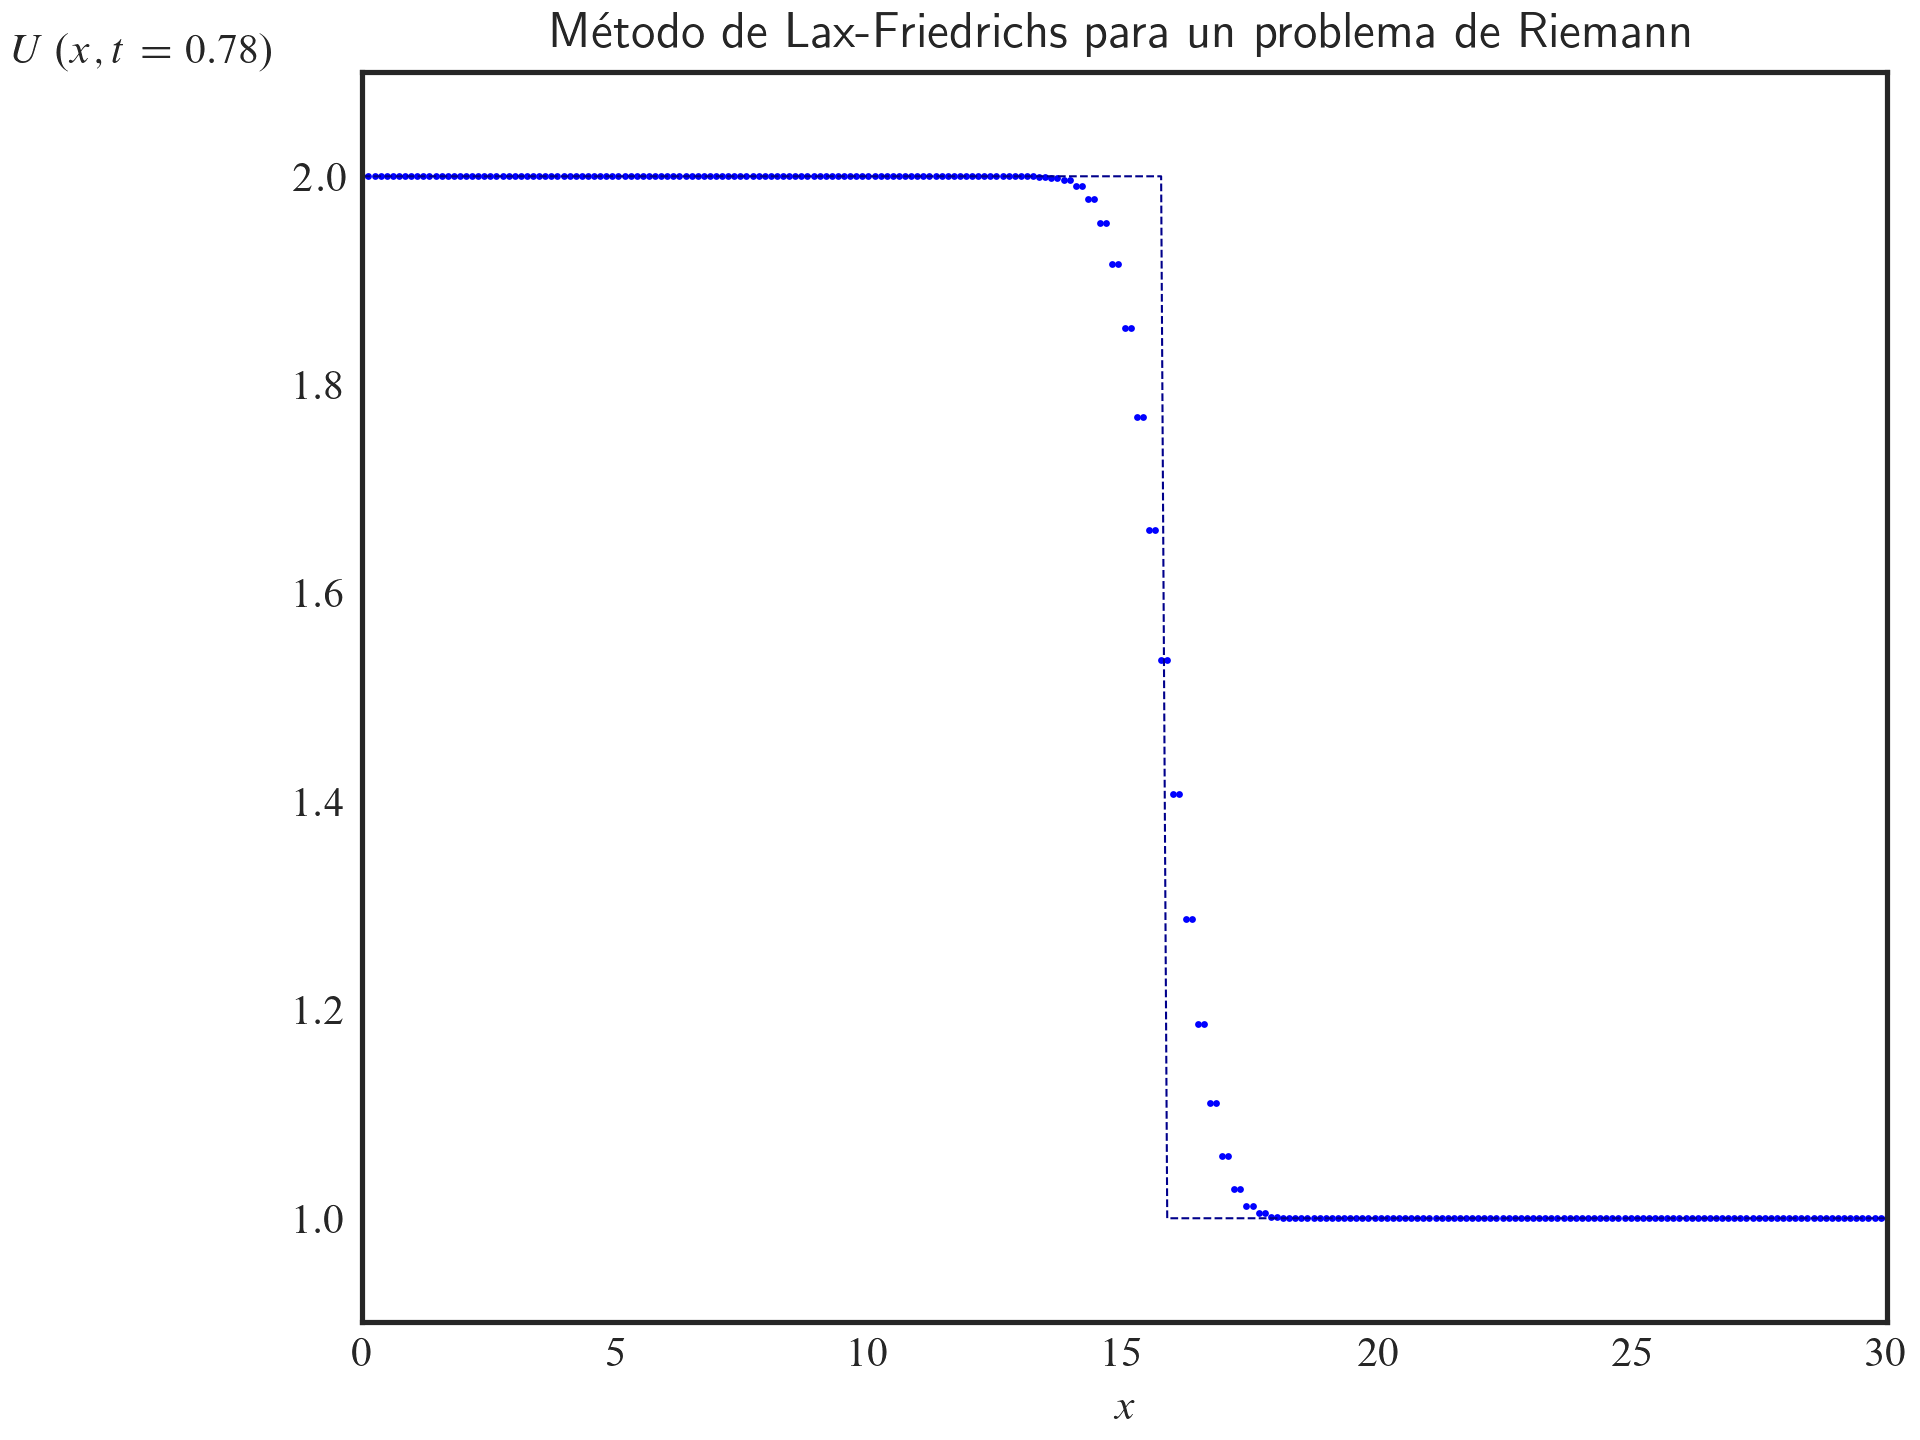 Método de Lax-Friedrichs para un problema de Riemann
U (x, t = 0.78)
2.0
1.8
1.6
1.4
1.2
1.0
0 5 10 15 20 25 30
x